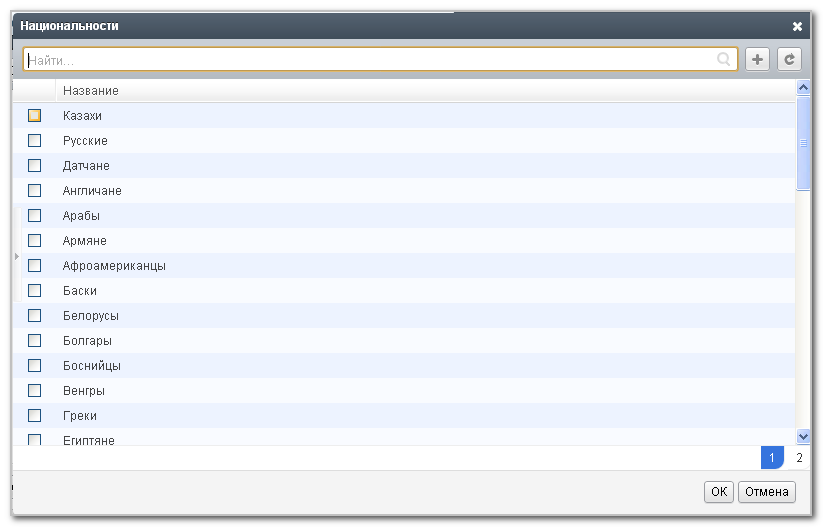 Национальности
Найти...
Название
Казахи
Русские
Датчане
Англичане
Арабы
Армяне
Афроамериканцы
Баски
Белорусы
Болгары
Боснийцы
Венгры
Греки
Египтяне
1 2
OK Отмена